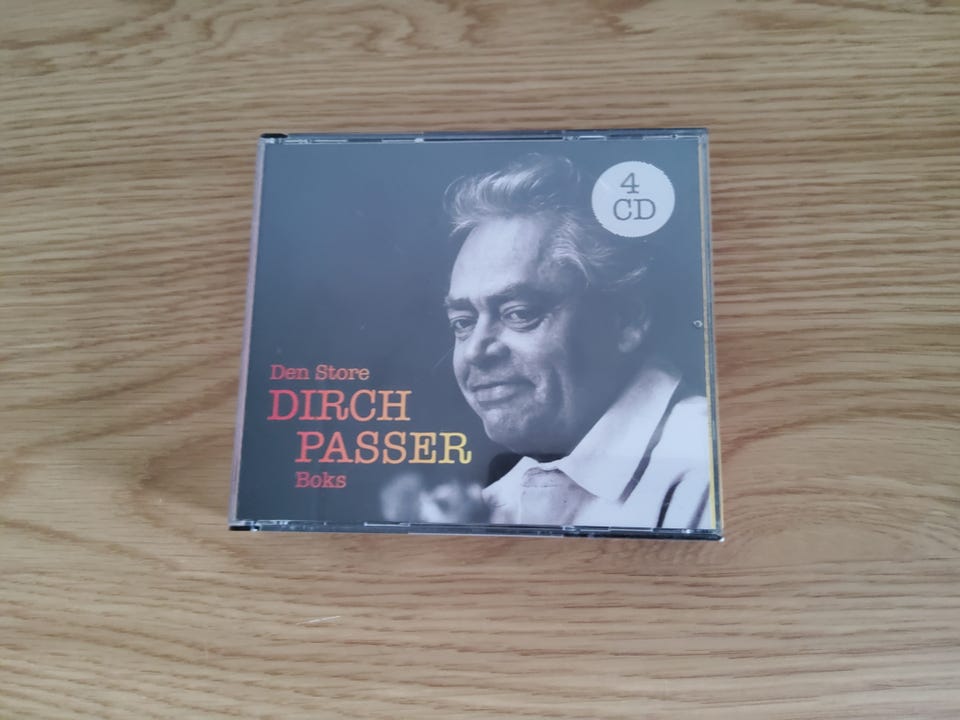 4
CD
Den Store
DIRCH
PASSER
Boks